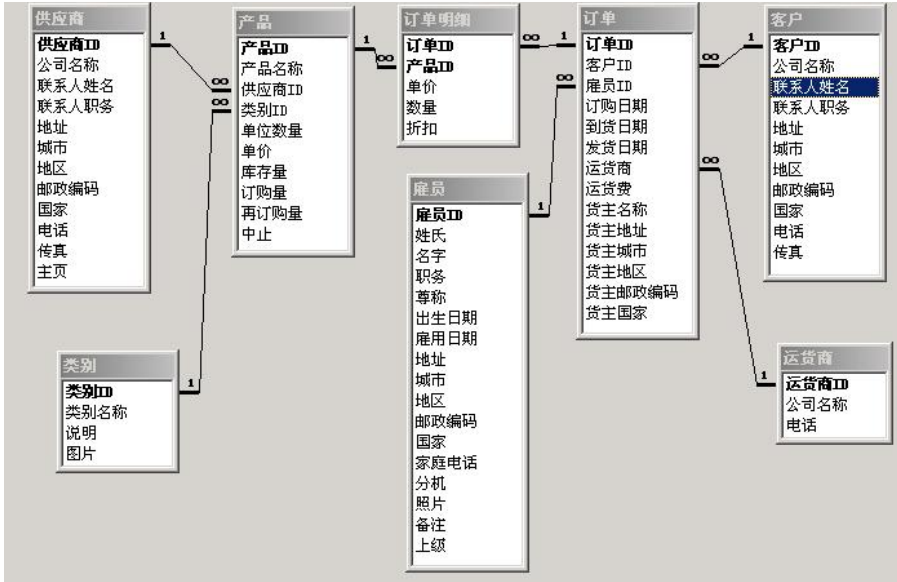 供应商
供应商ID
公司名称
联系人姓名
联系人职务
地址
城市
地区
邮政编码
国家
电话
传真
主页
产品
产品ID
产品名称
供应商ID
类别ID
单位数量
单价
库存量
订购量
再订购量
中止
订单明细
订单ID
产品ID
单价
数量
折扣
订单
订单ID
客户ID
雇员ID
订购日期
到货日期
发货日期
运货商
运货费
货主名称
货主地址
货主城市
货主地区
货主邮政编码
货主国家
客户
客户ID
公司名称
联系人姓名
联系人职务
地址
城市
地区
邮政编码
国家
电话
传真
雇员
雇员ID
姓氏
名字
职务
尊称
出生日期
雇用日期
地址
城市
地区
邮政编码
国家
家庭电话
分机
照片
备注
上级
类别
类别ID
类别名称
说明
图片
运货商
运货商ID
公司名称
电话
1
∞
∞
1
1
∞
∞
1
∞
1
∞
1
∞
1